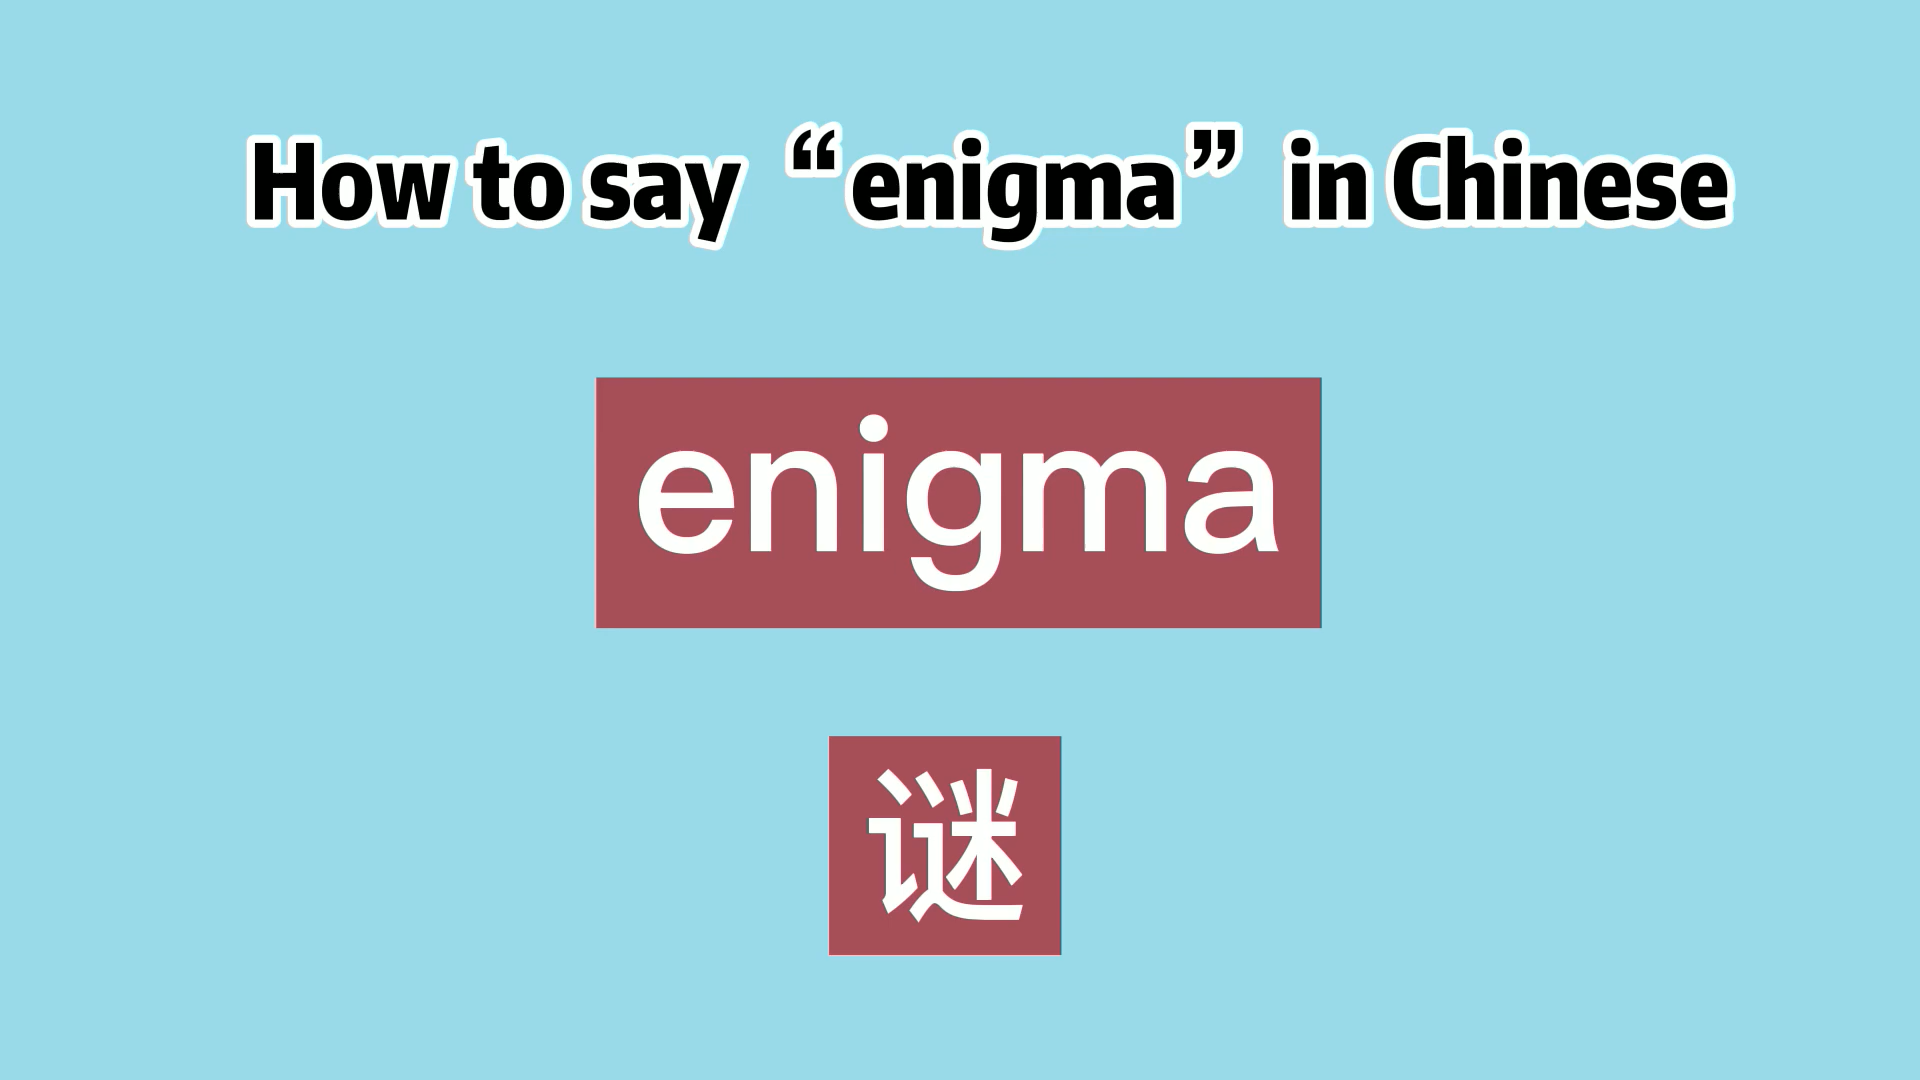 How to say “enigma” in Chinese
enigma
谜